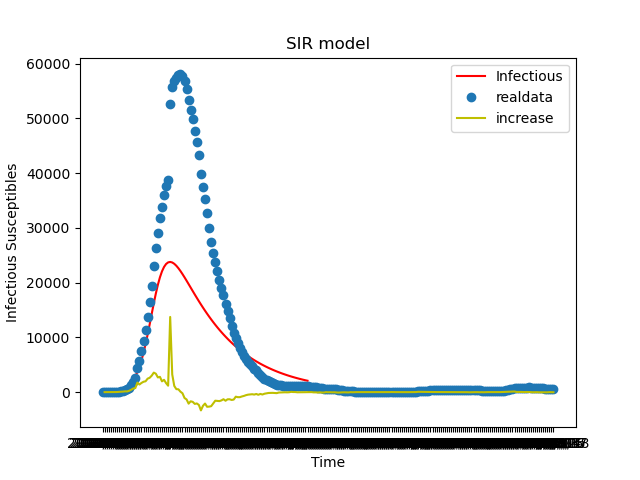 SIR model
60000
50000
40000
30000
20000
10000
0
Infectious Susceptibles
Infectious
realdata
increase
Time